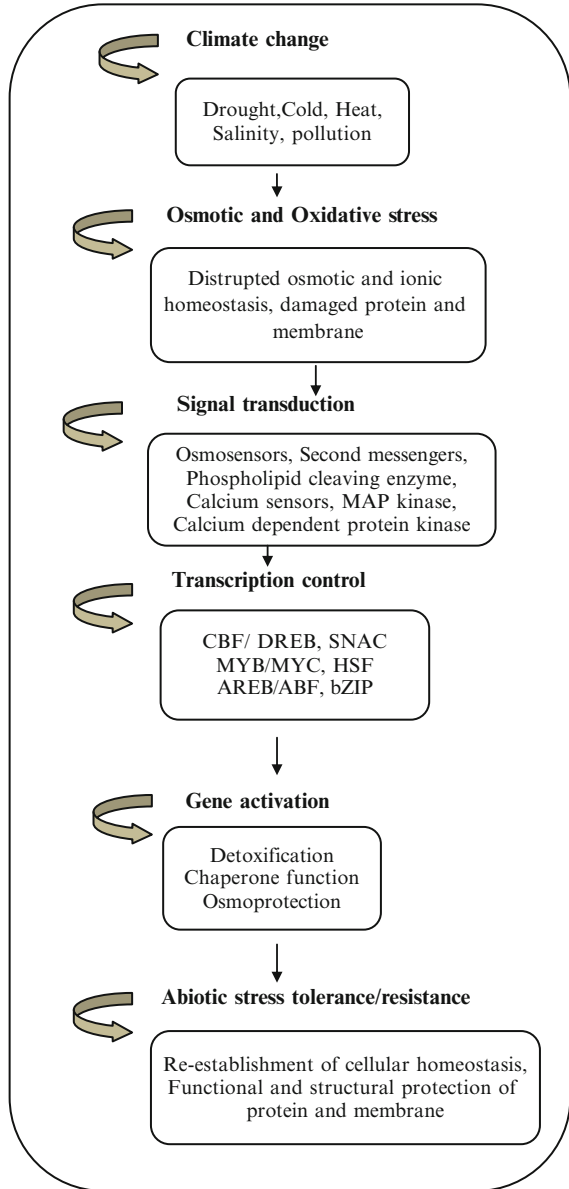 Climate change
Drought,Cold, Heat,
Salinity, pollution
Osmotic and Oxidative stress
Distrupted osmotic and ionic
homeostasis, damaged protein and
membrane
Signal transduction
Osmosensors, Second messengers,
Phospholipid cleaving enzyme,
Calcium sensors, MAP kinase,
Calcium dependent protein kinase
Transcription control
CBF/ DREB, SNAC
MYB/MYC, HSF
AREB/ABF, bZIP
Gene activation
Detoxification
Chaperone function
Osmoprotection
Abiotic stress tolerance/resistance
Re-establishment of cellular homeostasis,
Functional and structural protection of
protein and membrane